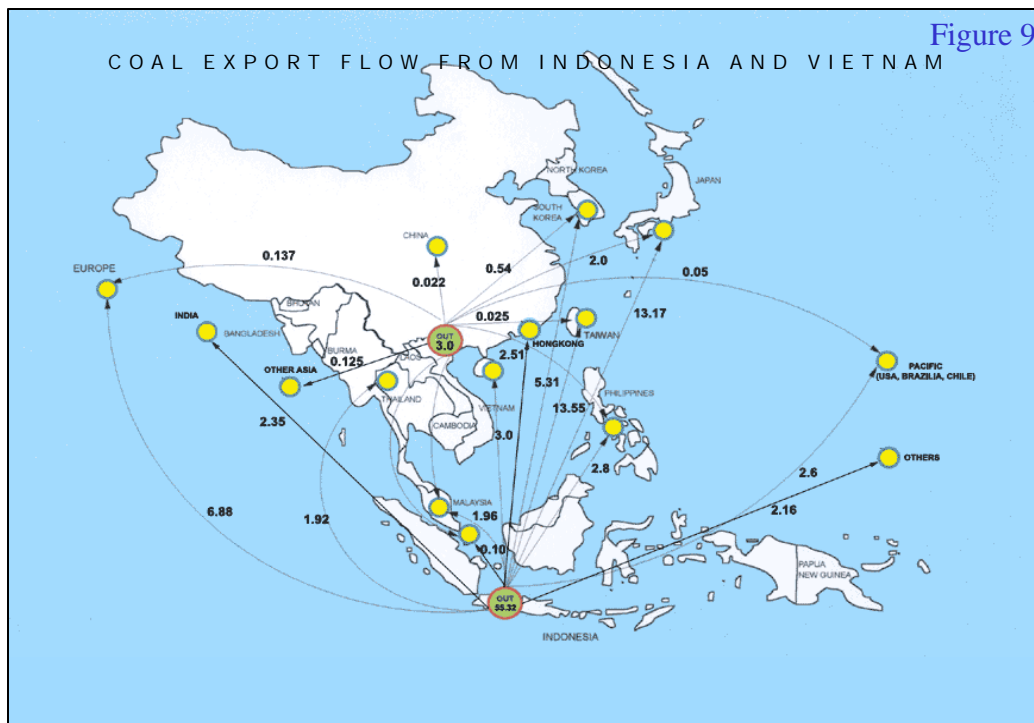 Figure 9
COAL EXPORT FLOW FROM INDONESIA AND VIETNAM
NORTH KOREA
JAPAN
SOUTH
KOREA
CHINA
0.137
0.54
2.0
0.05
EUROPE
0.022
BHUTAN
INDIA
BANGLADESH
0.025
13.17
TAIWAN
OUT
3.0
HONGKONG
BURMA
LAOS
2.51
0.125
OTHER ASIA
PACIFIC
(USA, BRAZILIA, CHILE)
5.31
THAILAND
PHILIPPINES
VIETNAM
13.55
2.35
CAMBODIA
3.0
OTHERS
2.8
2.6
MALAYSIA
6.88
1.92
1.96
2.16
0.10
PAPUA
NEW GUINEA
OUT
55.32
INDONESIA